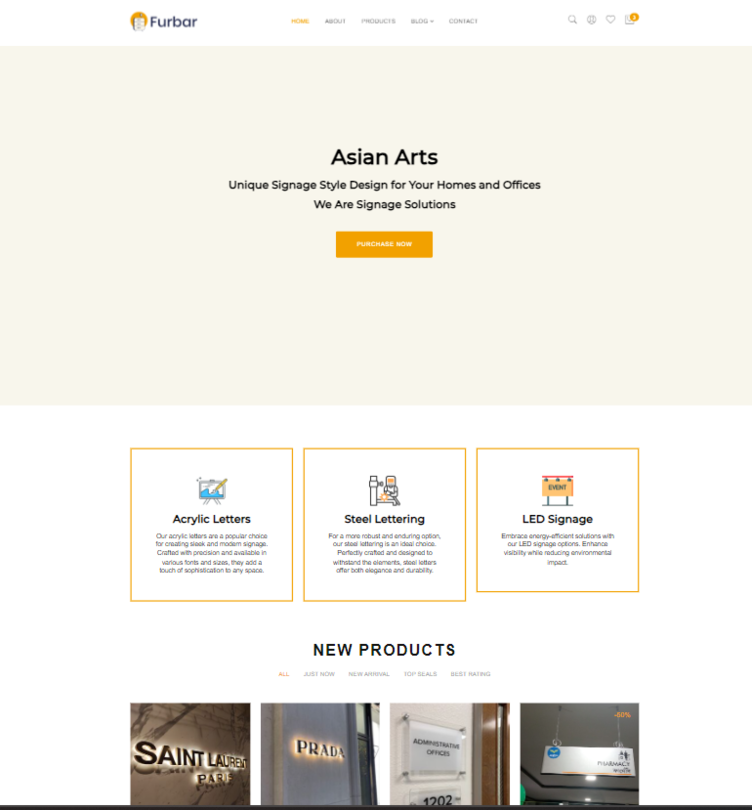 Furbar
HOME ABOUT PRODUCTS BLOG CONTACT
Asian Arts
Unique Signage Style Design for Your Homes and Offices
We Are Signage Solutions
PURCHASE NOW
Acrylic Letters
Our acrylic letters are a popular choice
for creating sleek and modern signage.
Crafted with precision and available in
various fonts and sizes, they add a
touch of sophistication to any space.
Steel Lettering
For a more robust and enduring option,
our steel lettering is an ideal choice.
Perfectly crafted and designed to
withstand the elements, steel letters
offer both elegance and durability.
EVENT
LED Signage
Embrace energy-efficient solutions with
our LED signage options. Enhance
visibility while reducing environmental
impact.
NEW PRODUCTS
ALL JUST NOW NEW ARRIVAL TOP SEALS BEST RATING
SAINT LAURENT
PARIS
PRADA
ADMINISTRATIVE
OFFICES
1202
-50%
PHARMACY